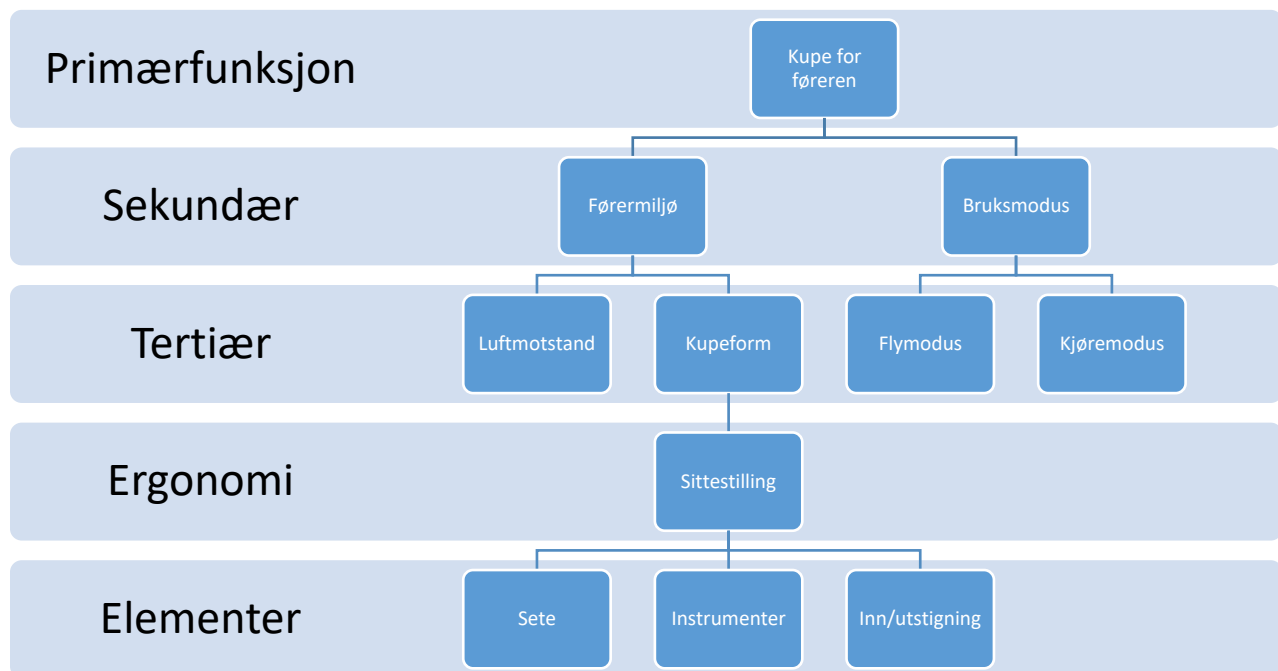 Primærfunksjon
Kupe for
føreren
Sekundær
Førermiljø
Bruksmodus
Tertiær
Luftmotstand
Kupeform
Flymodus
Kjøremodus
Ergonomi
Sittestilling
Elementer
Sete
Instrumenter
Inn/utstigning